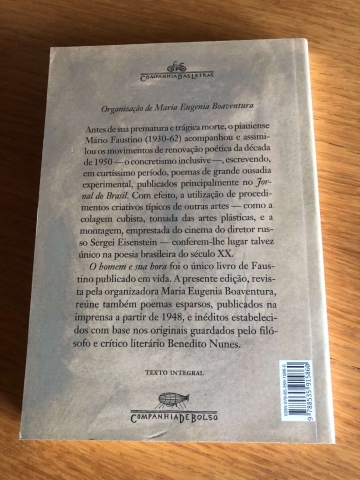 COMPANHIA DAS LETRAS
Organização de Maria Eugenia Boaventura
Antes de sua prematura e trágica morte, o piauiense
Mário Faustino (1930-62) acompanhou e assimi-
lou os movimentos de renovação poética da década
de 1950 — o concretismo inclusive —, escrevendo,
em curtíssimo período, poemas de grande ousadia
experimental, publicados principalmente no Jor-
nal do Brasil. Com efeito, a utilização de procedi-
mentos criativos típicos de outras artes — como a
colagem cubista, tomada das artes plásticas, e a
montagem, emprestada do cinema do diretor rus-
so Sergei Eisenstein — conferem-lhe lugar talvez
único na poesia brasileira do século XX.
O homem e sua hora foi o único livro de Faus-
tino publicado em vida. A presente edição, revis-
ta pela organizadora Maria Eugenia Boaventura,
reúne também poemas esparsos, publicados na
imprensa a partir de 1948, e inéditos estabeleci-
dos com base nos originais guardados pelo filó-
sofo e crítico literário Benedito Nunes.
TEXTO INTEGRAL
COMPANHIA DE BOLSO
9 788535 915860